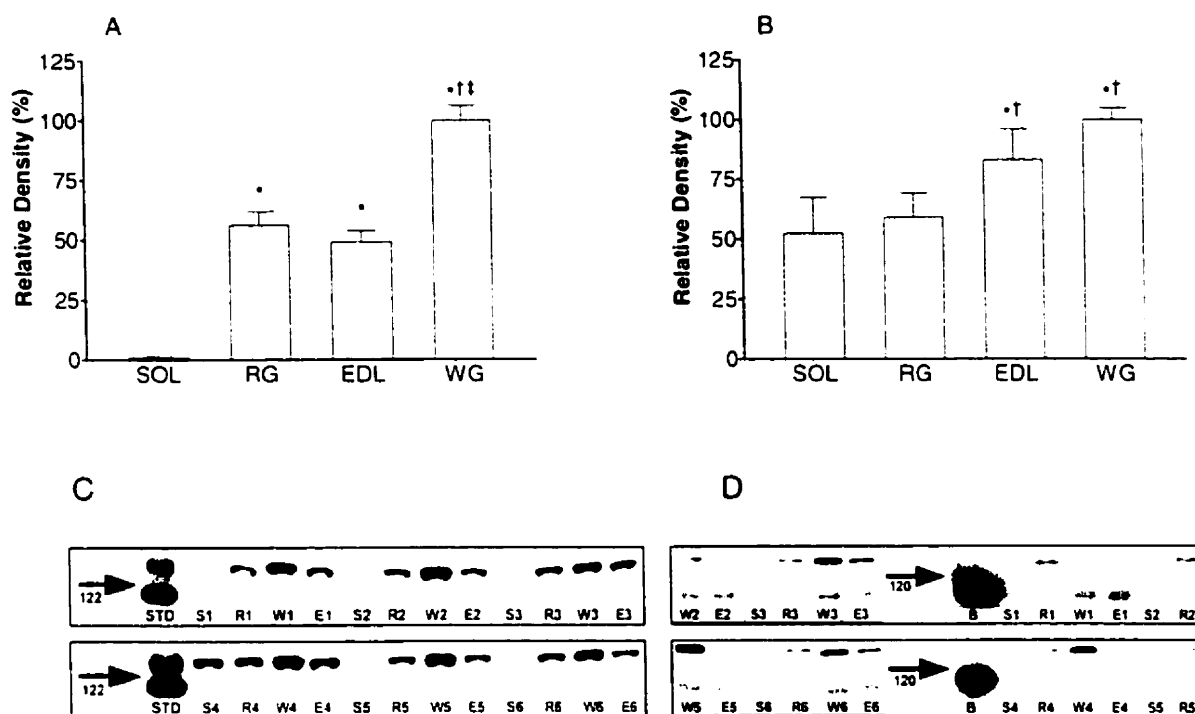 A
B
Relative Density (%)
125
100
75
50
25
0
•
•
•†‡
SOL RG EDL WG
Relative Density (%)
125
100
75
50
25
0
•†
•†
SOL RG EDL WG
C
D
122
STD S1 R1 W1 E1 S2 R2 W2 E2 S3 R3 W3 E3
122
STD S4 R4 W4 E4 S5 R5 W5 E5 S6 R6 W6 E6
120
W2 E2 S3 R3 W3 E3 B S1 R1 W1 E1 S2 R2
120
W5 E5 S6 R6 W6 E6 B S4 R4 W4 E4 S5 R5